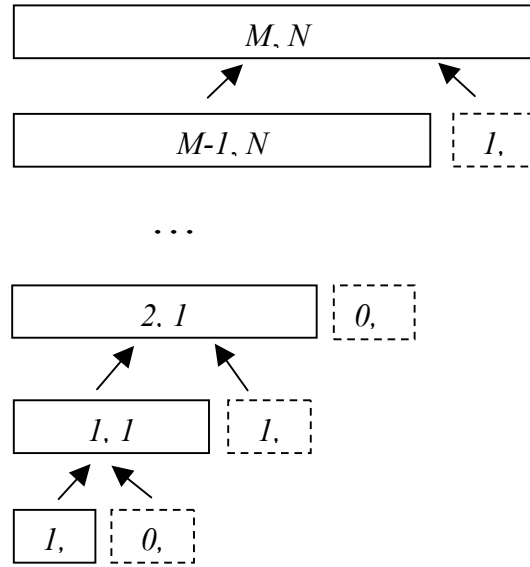 M, N
M-1, N 1,
...
2, 1 0,
1, 1 1,
1, 0,